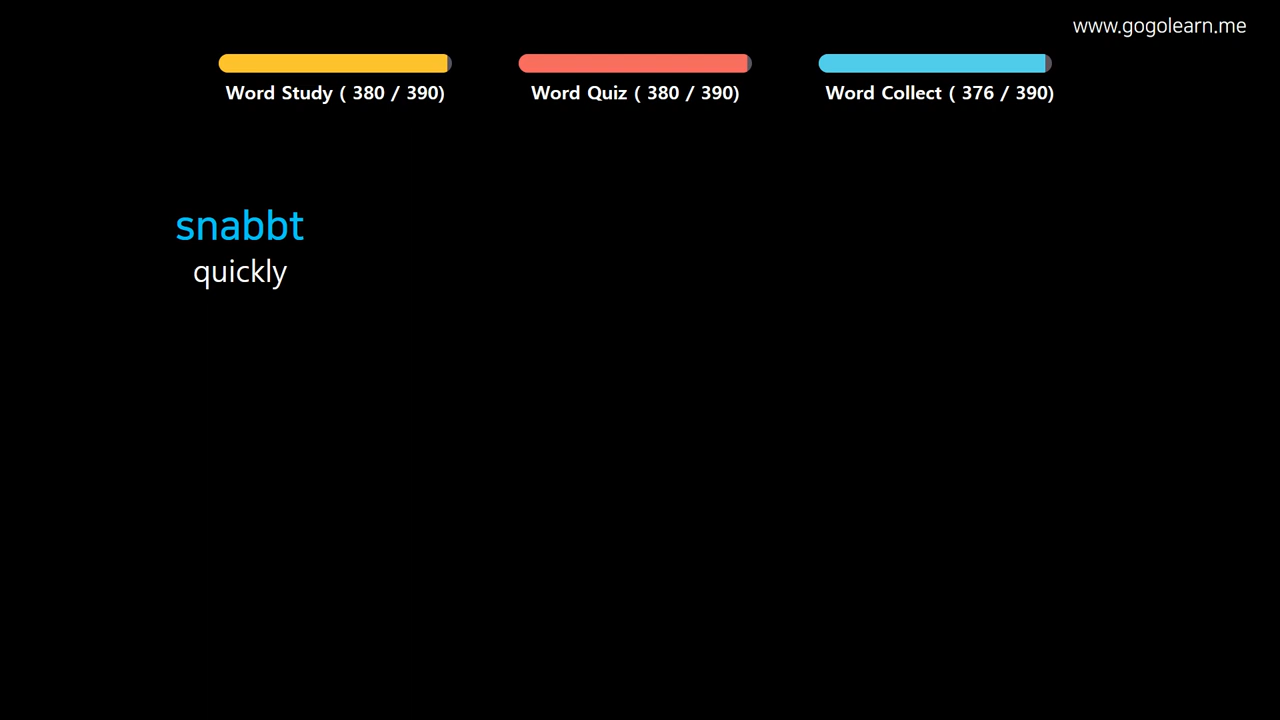 www.gogolearn.me
Word Study ( 380 / 390)
Word Quiz ( 380 / 390)
Word Collect ( 376 / 390)
snabbt
quickly